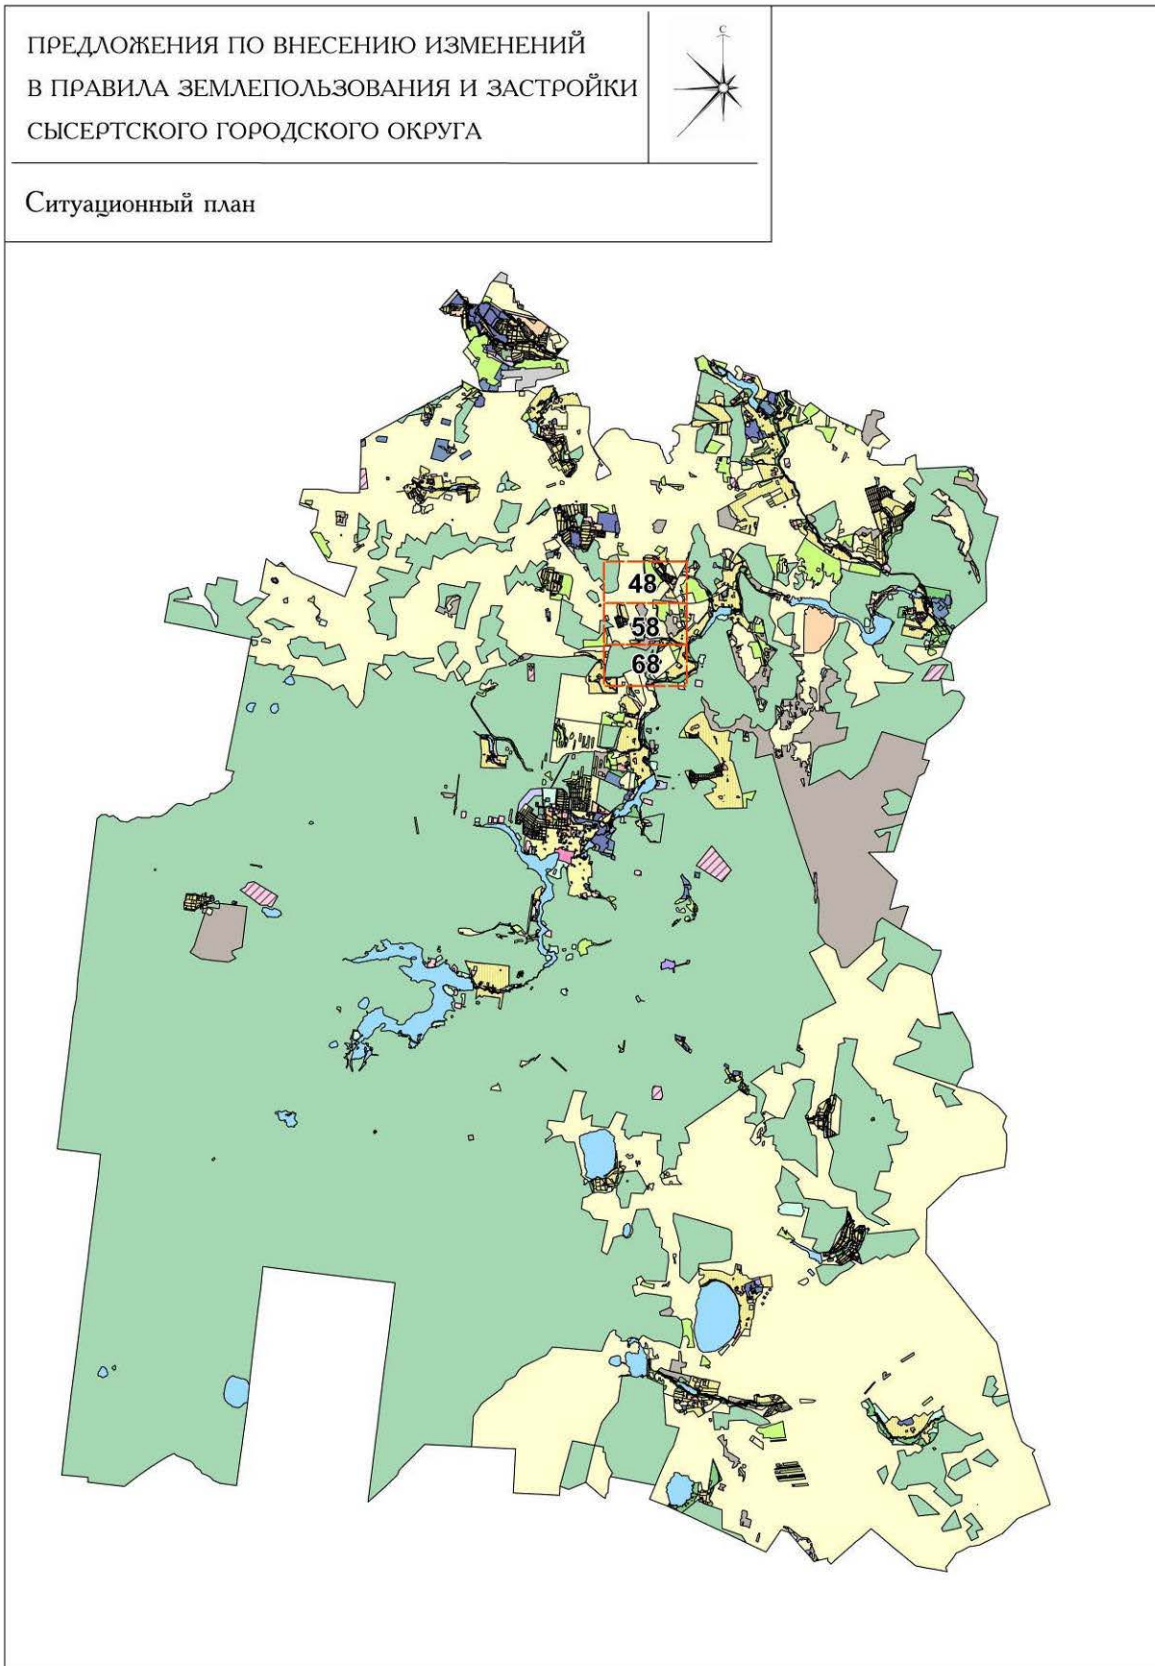 ПРЕДЛОЖЕНИЯ ПО ВНЕСЕНИЮ ИЗМЕНЕНИЙ
В ПРАВИЛА ЗЕМЛЕПОЛЬЗОВАНИЯ И ЗАСТРОЙКИ
СЫСЕРТСКОГО ГОРОДСКОГО ОКРУГА
С
Ситуационный план
48
58
68